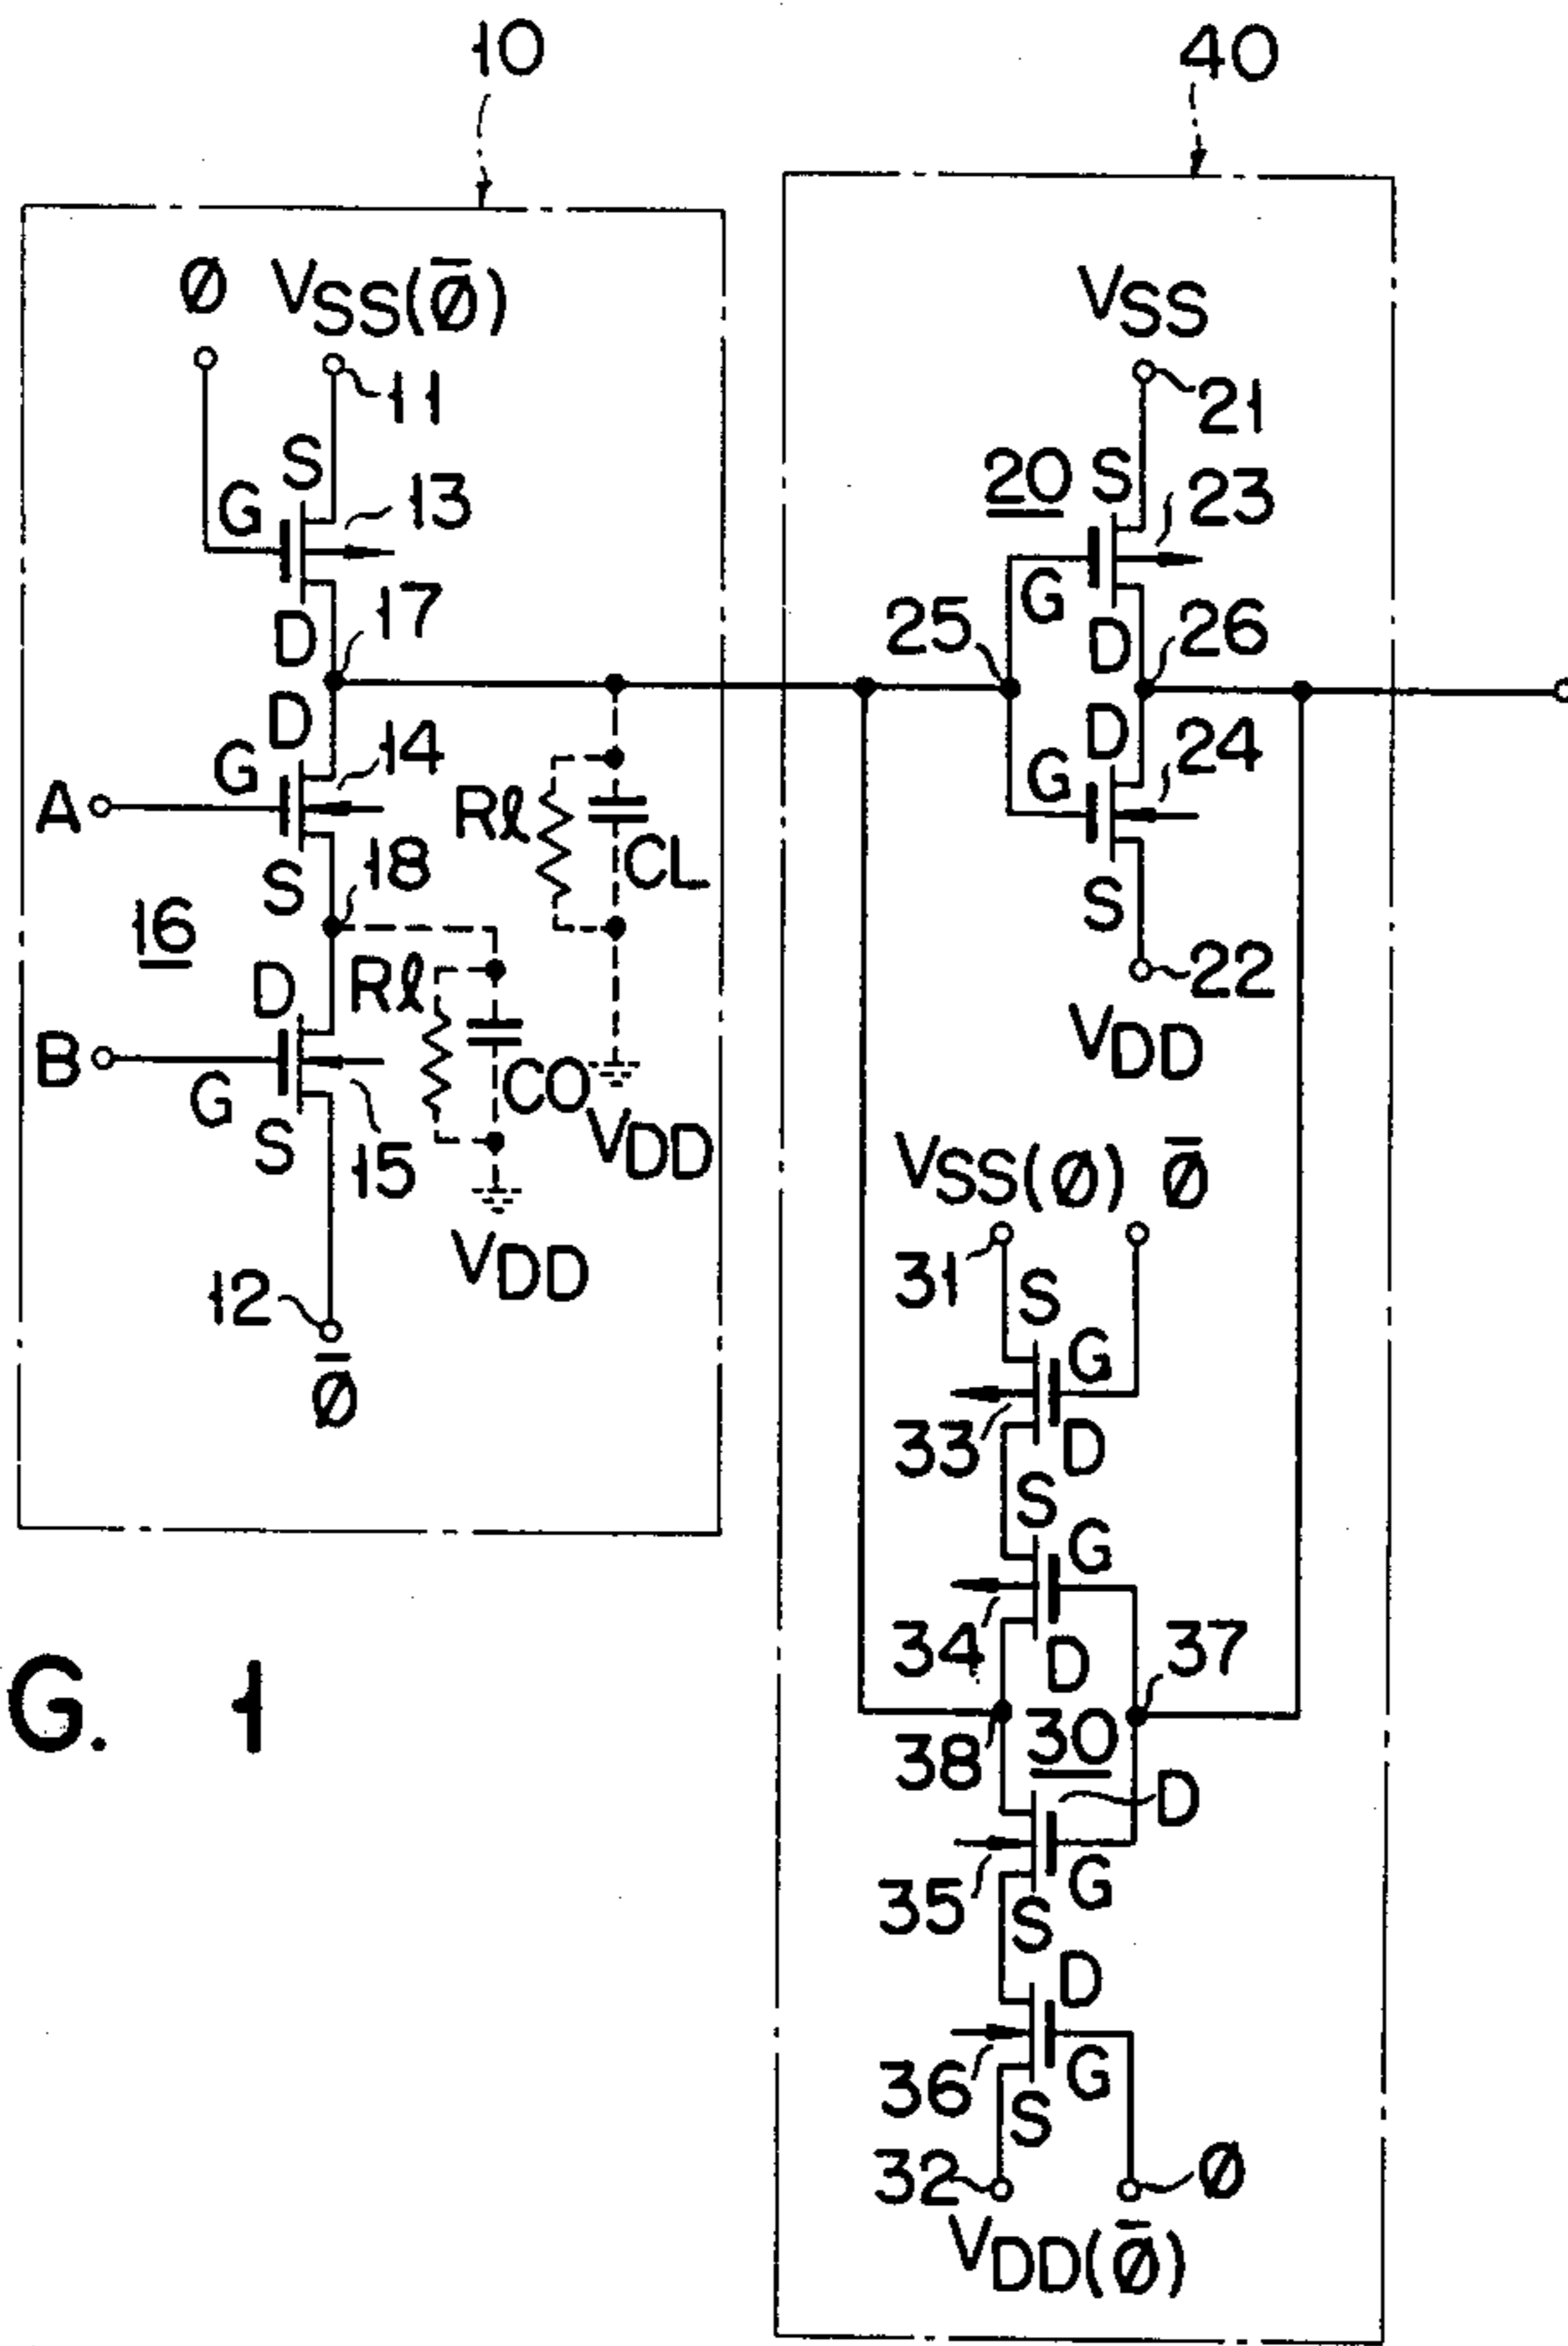 10
40
Ø VSS(Ø̅)
11
S
G
13
D
17
D
G
14
A
Rℓ
CL
S
18
16
D
Rℓ
B
CO
G
S
15
VDD
VDD
12
Ø̅
VSS
21
20
S
23
G
D
26
25
D
G
24
S
22
VDD
VSS(Ø) Ø̅
31
S
G
33
D
S
G
34
D
37
38
30
D
35
G
S
D
36
G
S
32
Ø
VDD(Ø̅)
G. 1